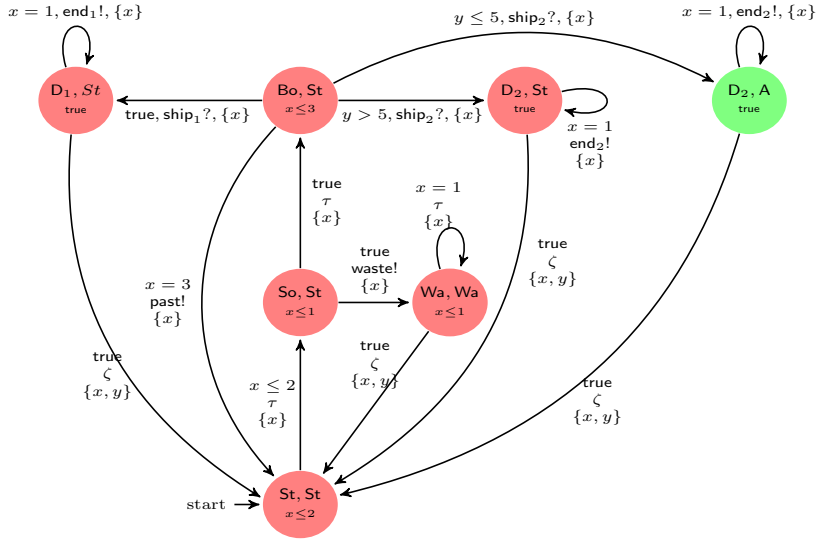 x = 1, end₁!, {x}
y ≤ 5, ship₂?, {x}
x = 1, end₂!, {x}
D₁, St
true
Bo, St
x≤3
D₂, St
true
D₂, A
true
true, ship₁?, {x}
y > 5, ship₂?, {x}
x = 1
end₂!
{x}
true
τ
{x}
x = 1
τ
{x}
true
waste!
{x}
true
ζ
{x, y}
x = 3
past!
{x}
So, St
x≤1
Wa, Wa
x≤1
true
ζ
{x, y}
true
ζ
{x, y}
x ≤ 2
τ
{x}
true
ζ
{x, y}
start
St, St
x≤2